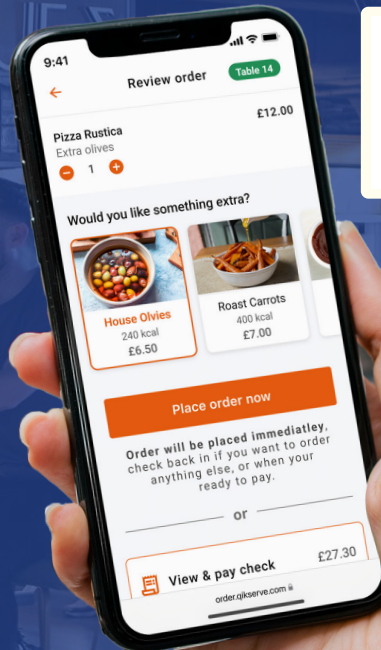 9:41
Review order
Table 14
Pizza Rustica
£12.00
Extra olives
1
Would you like something extra?
House Olvies
240 kcal
£6.50
Roast Carrots
400 kcal
£7.00
Place order now
Order will be placed immediatley,
check back in if you want to order
anything else, or when your
ready to pay.
or
View & pay check
£27.30
order.qikserve.com